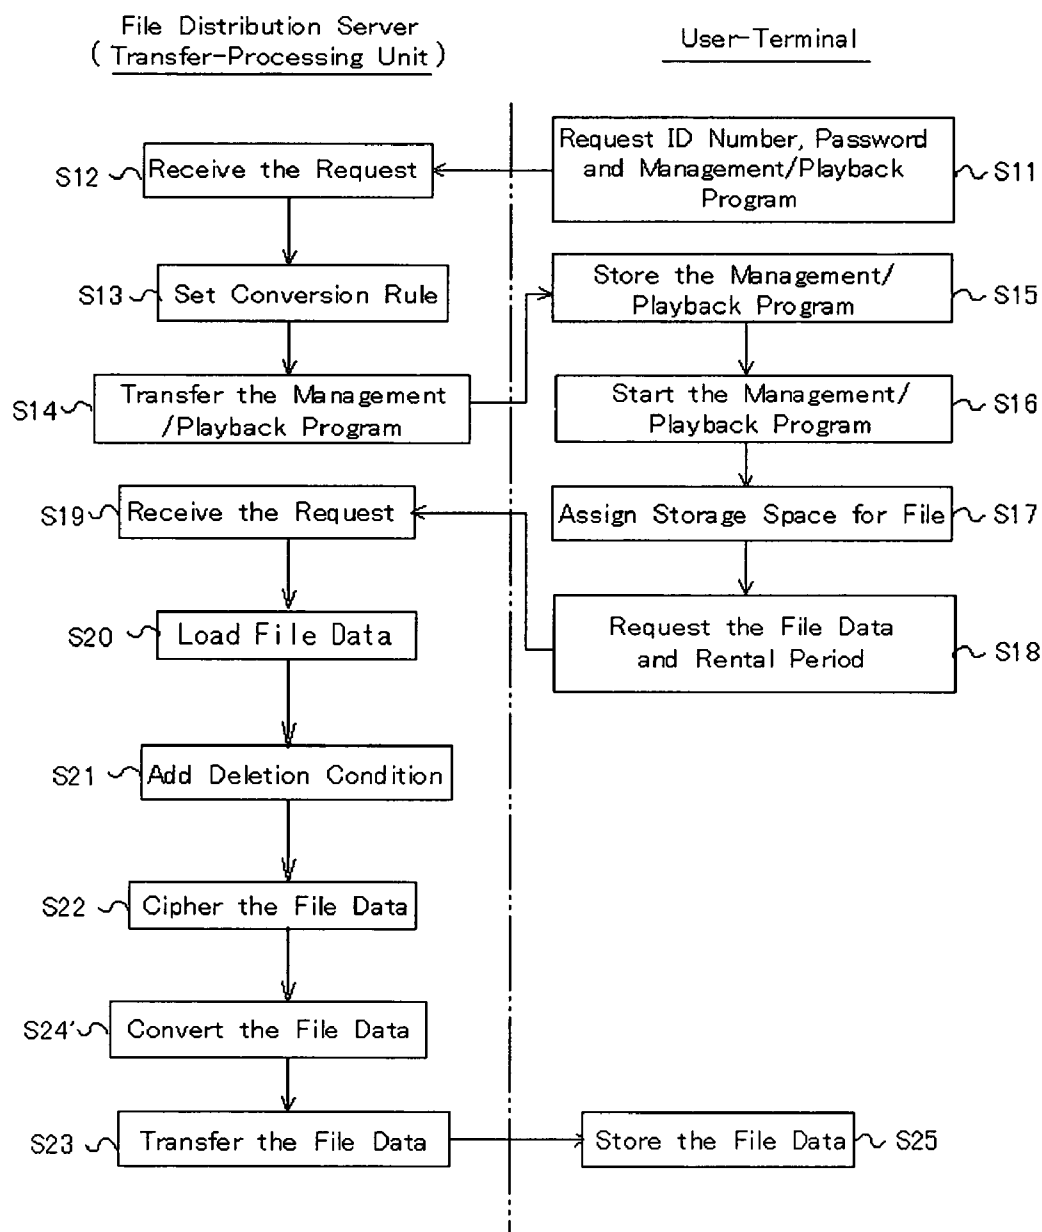 File Distribution Server
( Transfer-Processing Unit )
User-Terminal
Request ID Number, Password
and Management/Playback
Program
S11
S12
Receive the Request
S13
Set Conversion Rule
Store the Management/
Playback Program
S15
S14
Transfer the Management
/Playback Program
Start the Management/
Playback Program
S16
S19
Receive the Request
Assign Storage Space for File
S17
S20
Load File Data
Request the File Data
and Rental Period
S18
S21
Add Deletion Condition
S22
Cipher the File Data
S24'
Convert the File Data
S23
Transfer the File Data
Store the File Data
S25